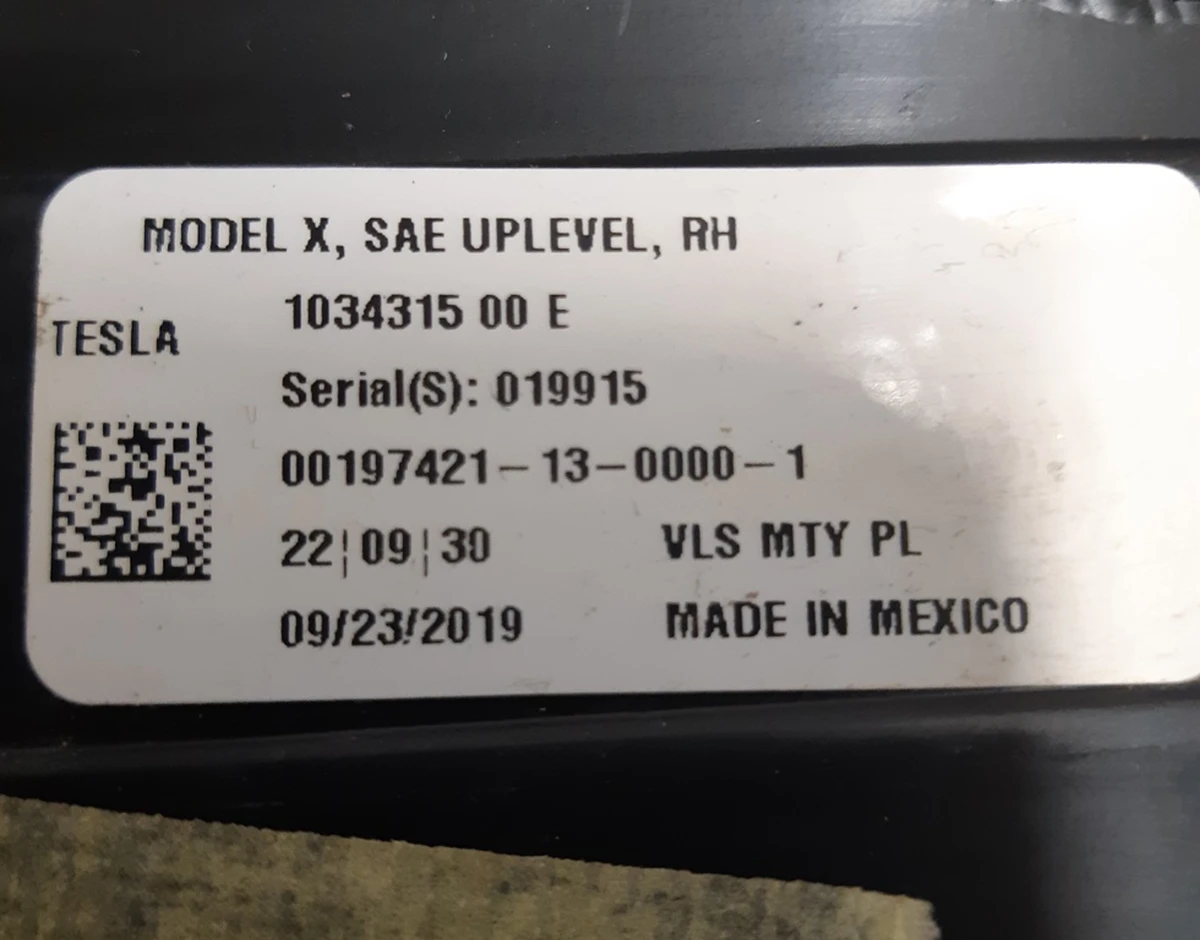 MODEL X, SAE UPLEVEL, RH
1034315 00 E
TESLA
Serial(S): 019915
00197421-13-0000-1
22|09|30 VLS MTY PL
09/23/2019 MADE IN MEXICO